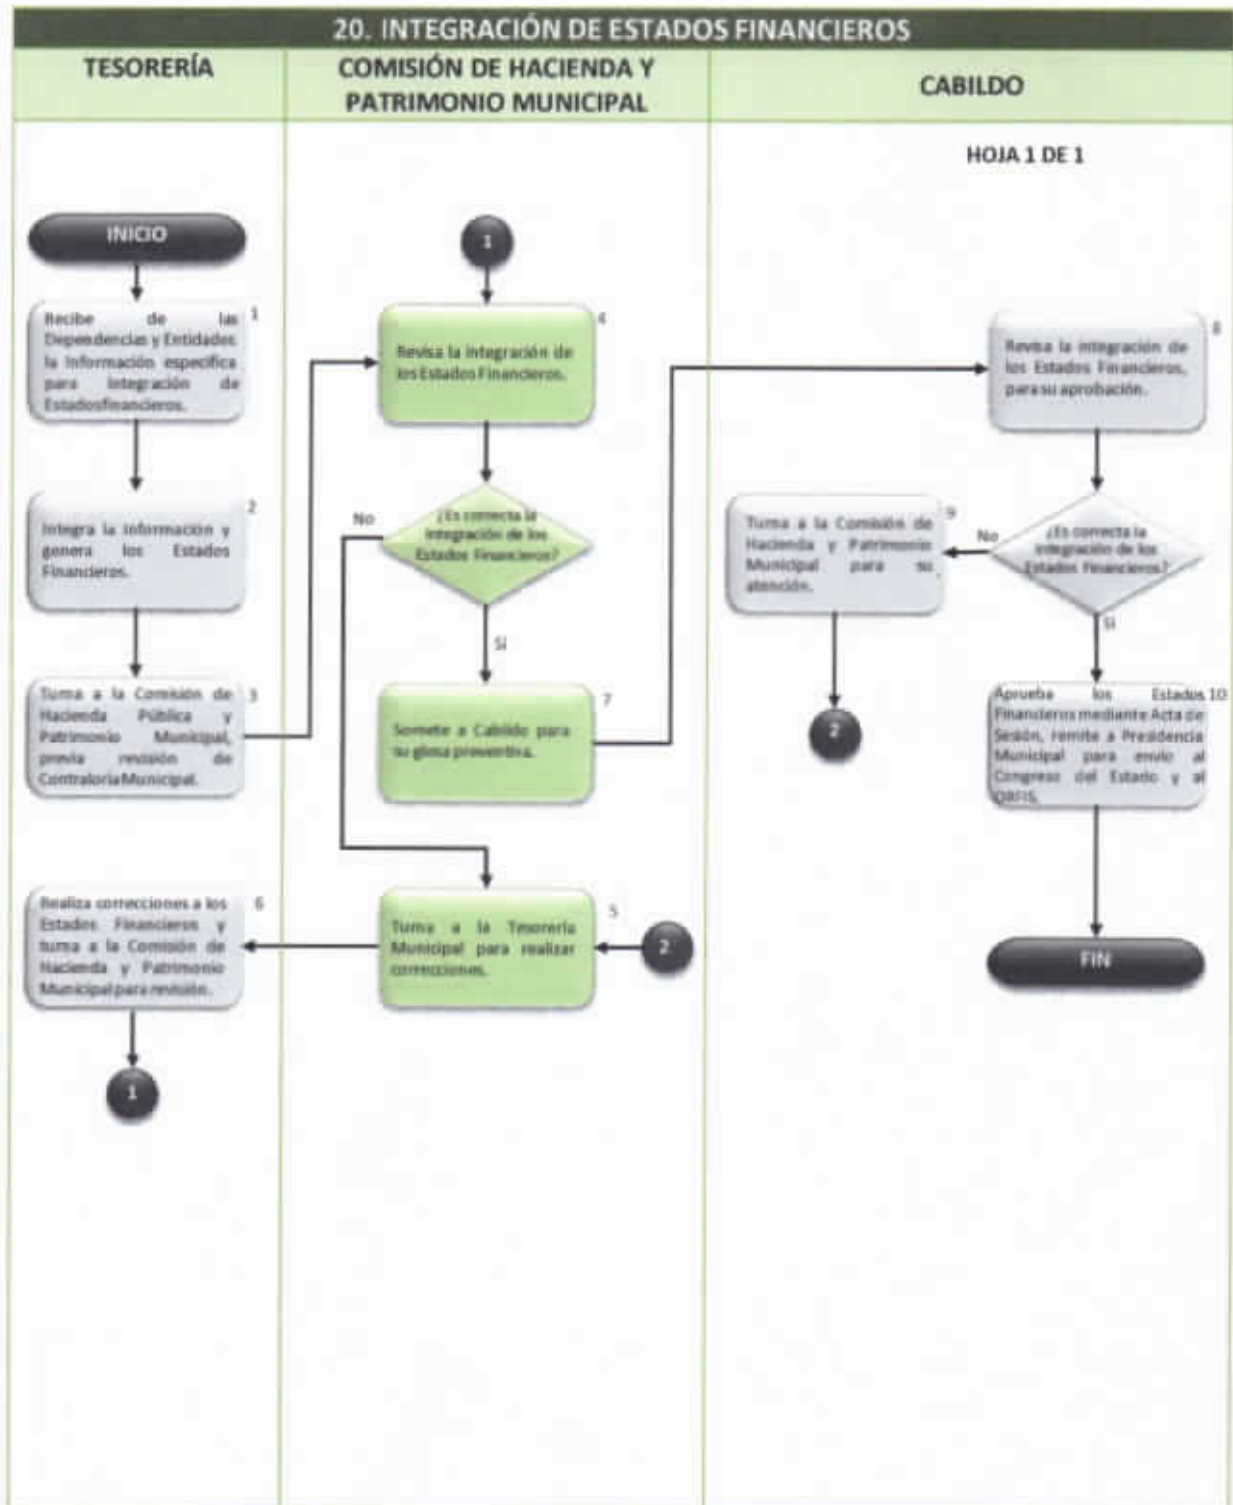 20. INTEGRACIÓN DE ESTADOS FINANCIEROS
TESORERÍA
COMISIÓN DE HACIENDA Y
PATRIMONIO MUNICIPAL
CABILDO
HOJA 1 DE 1
INICIO
1
Recibe de las
Dependencias y Entidades
la Información específica
para integración de
Estadosfinancieros.
2
Integra la Información y
genera los Estados
Financieros.
3
Turna a la Comisión de
Hacienda Pública y
Patrimonio Municipal,
previa revisión de
Contraloría Municipal.
6
Realiza correcciones a los
Estados Financieros y
turna a la Comisión de
Hacienda y Patrimonio
Municipal para revisión.
1
1
4
Revisa la integración de
los Estados Financieros.
No
¿Es correcta la
integración de los
Estados Financieros?
Si
7
Somete a Cabildo para
su glosa preventiva.
5
Turna a la Tesorería
Municipal para realizar
correcciones.
2
8
Revisa la integración de
los Estados Financieros,
para su aprobación.
¿Es correcta la
integración de los
Estados Financieros?
No
9
Turna a la Comisión de
Hacienda y Patrimonio
Municipal para su
atención.
2
Si
10
Aprueba los Estados
Financieros mediante Acta de
Sesión, remite a Presidencia
Municipal para envío al
Congreso del Estado y al
ORFIS.
FIN